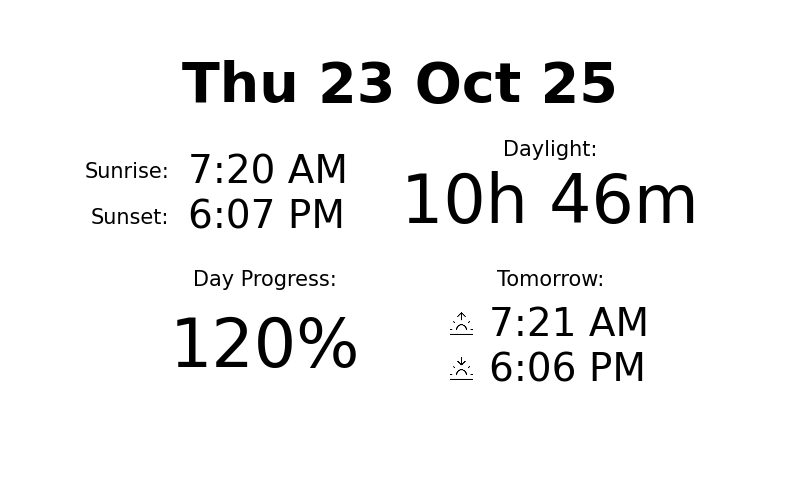 Thu 23 Oct 25
Sunrise: 7:20 AM
Sunset: 6:07 PM
Daylight:
10h 46m
Day Progress:
120%
Tomorrow:
7:21 AM
6:06 PM